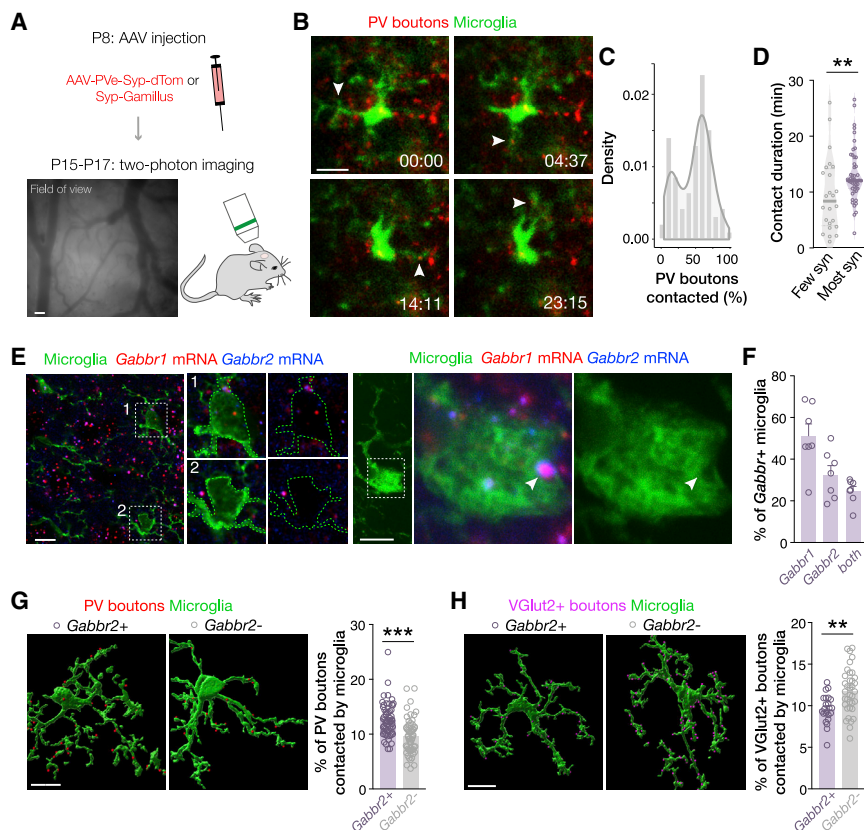 A
P8: AAV injection
AAV-PVe-Syp-dTom or
Syp-Gamillus
P15-P17: two-photon imaging
Field of view
B
PV boutons Microglia
00:00
04:37
14:11
23:15
C
Density
0.02
0.01
0.00
0 50 100
PV boutons
contacted (%)
D
**
Contact duration (min)
30
20
10
0
Few syn
Most syn
E
Microglia Gabbr1 mRNA Gabbr2 mRNA
1
2
1
2
Microglia Gabbr1 mRNA Gabbr2 mRNA
F
% of Gabbr+ microglia
80
60
40
20
0
Gabbr1
Gabbr2
both
G
PV boutons Microglia
Gabbr2+
Gabbr2-
***
% of PV boutons
contacted by microglia
30
20
10
0
Gabbr2+
Gabbr2-
H
VGlut2+ boutons Microglia
Gabbr2+
Gabbr2-
**
% of VGlut2+ boutons
contacted by microglia
20
15
10
5
0
Gabbr2+
Gabbr2-